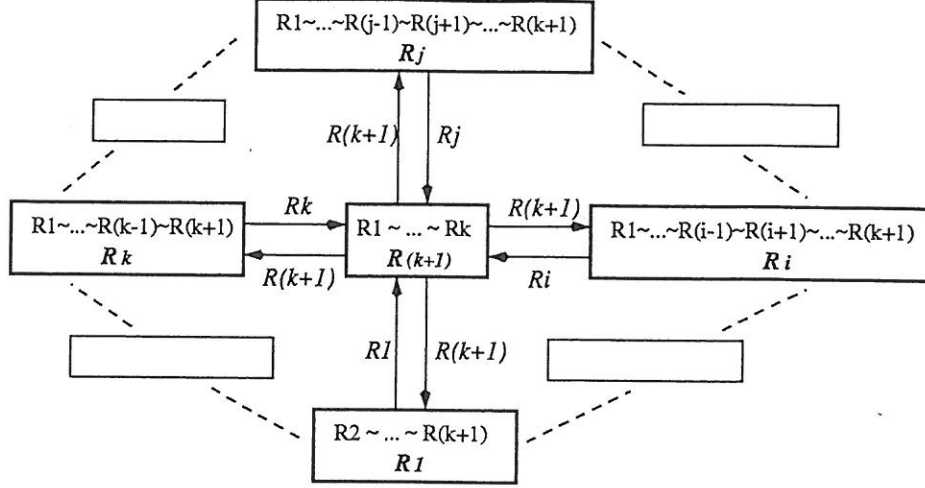 R1~...~R(j-1)~R(j+1)~...~R(k+1)
Rj
R(k+1)
Rj
R1~...~R(k-1)~R(k+1)
Rk
Rk
R(k+1)
R1 ~ ... ~ Rk
R(k+1)
R(k+1)
Ri
R1~...~R(i-1)~R(i+1)~...~R(k+1)
Ri
R1
R(k+1)
R2 ~ ... ~ R(k+1)
R1